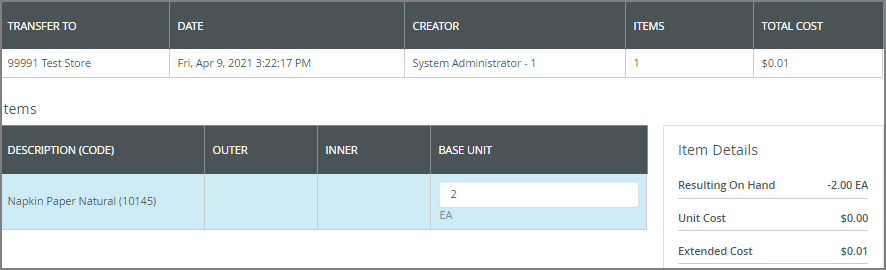 TRANSFER TO DATE CREATOR ITEMS TOTAL COST
99991 Test Store Fri, Apr 9, 2021 3:22:17 PM System Administrator - 1 1 $0.01
tems
DESCRIPTION (CODE) OUTER INNER BASE UNIT
Napkin Paper Natural (10145) 2
EA
Item Details
Resulting On Hand -2.00 EA
Unit Cost $0.00
Extended Cost $0.01